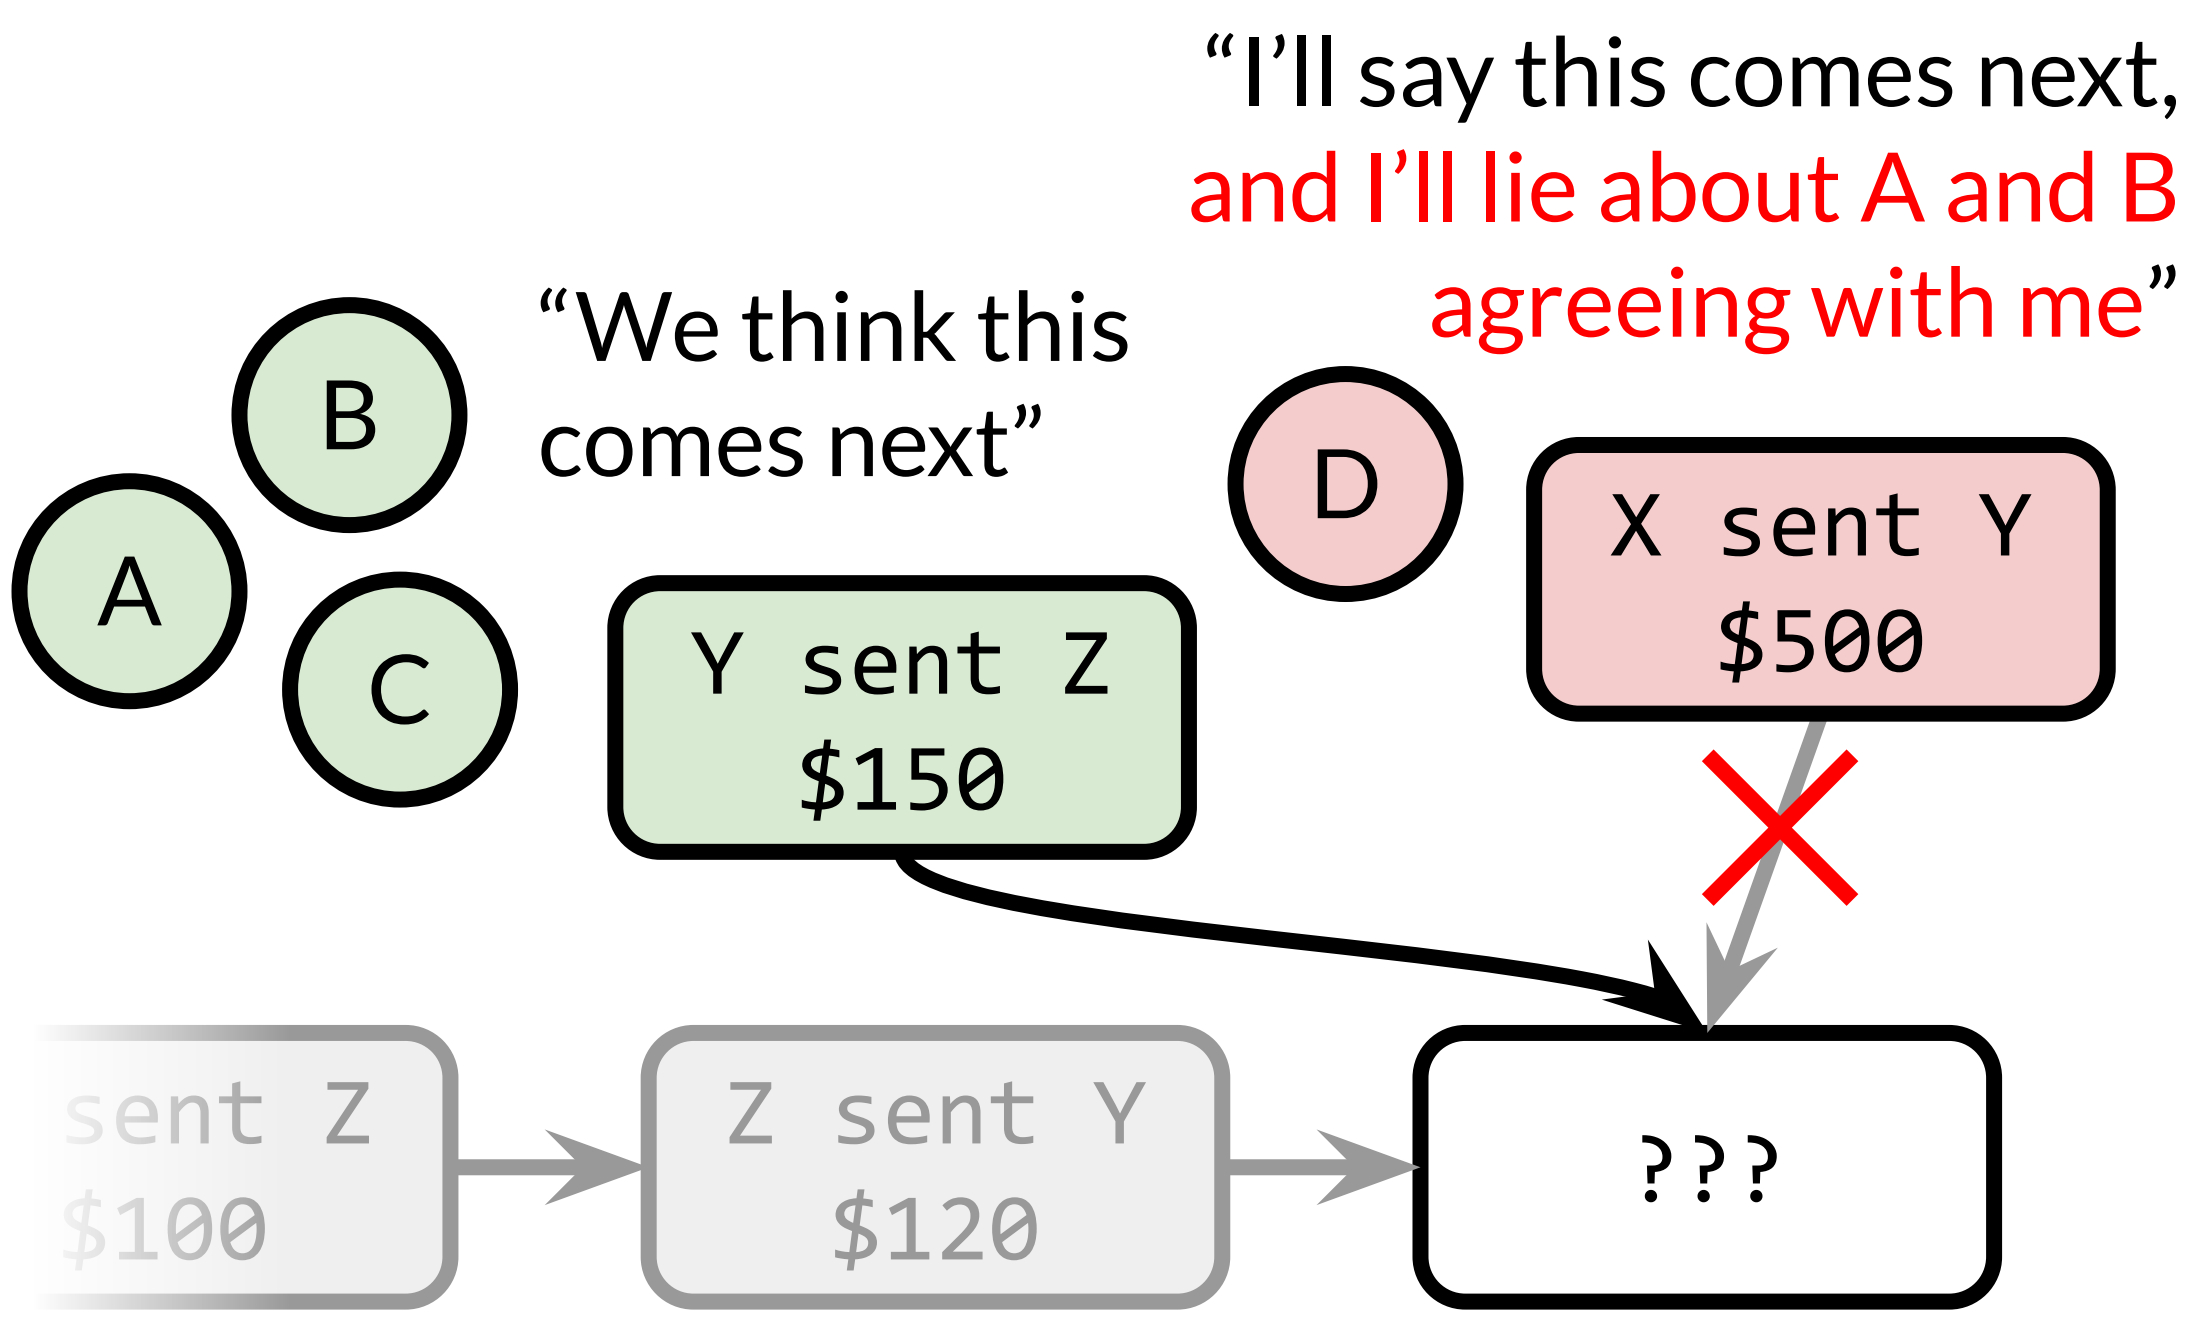 “I’ll say this comes next,
and I’ll lie about A and B
agreeing with me”
“We think this
comes next”
B
A
C
D
X sent Y
$500
Y sent Z
$150
sent Z
$100
Z sent Y
$120
???